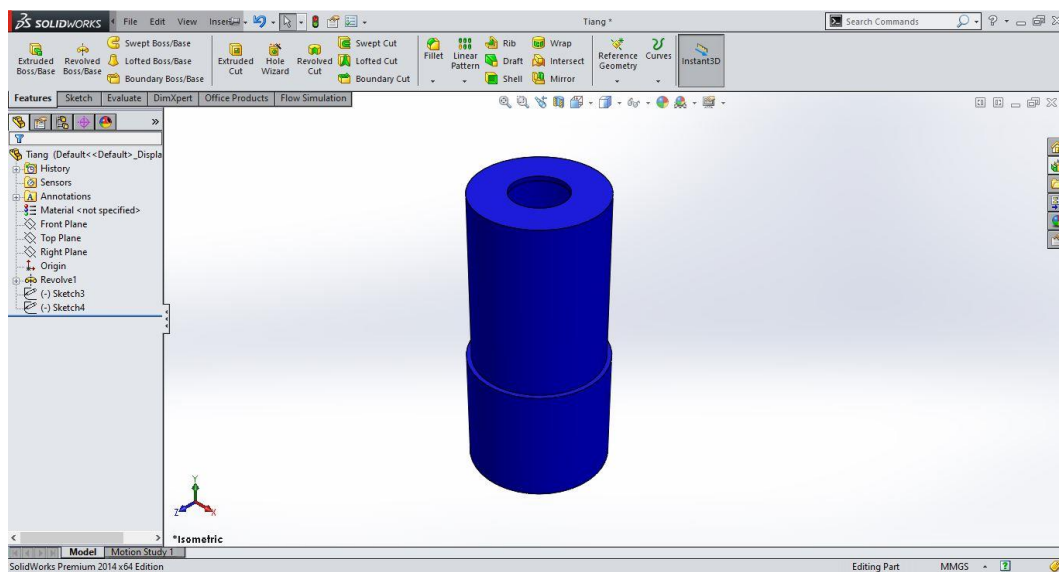 SOLIDWORKS File Edit View Insert Tiang * Search Commands
Extruded Boss/Base
Revolved Boss/Base
Swept Boss/Base
Lofted Boss/Base
Boundary Boss/Base
Extruded Cut
Hole Wizard
Revolved Cut
Swept Cut
Lofted Cut
Boundary Cut
Fillet
Linear Pattern
Rib
Draft
Shell
Wrap
Intersect
Mirror
Reference Geometry
Curves
Instant3D
Features Sketch Evaluate DimXpert Office Products Flow Simulation
Tiang (Default<<Default>_Displa
History
Sensors
Annotations
Material <not specified>
Front Plane
Top Plane
Right Plane
Origin
Revolve1
(-) Sketch3
(-) Sketch4
Y
Z X
*Isometric
Model Motion Study 1
SolidWorks Premium 2014 x64 Edition Editing Part MMGS